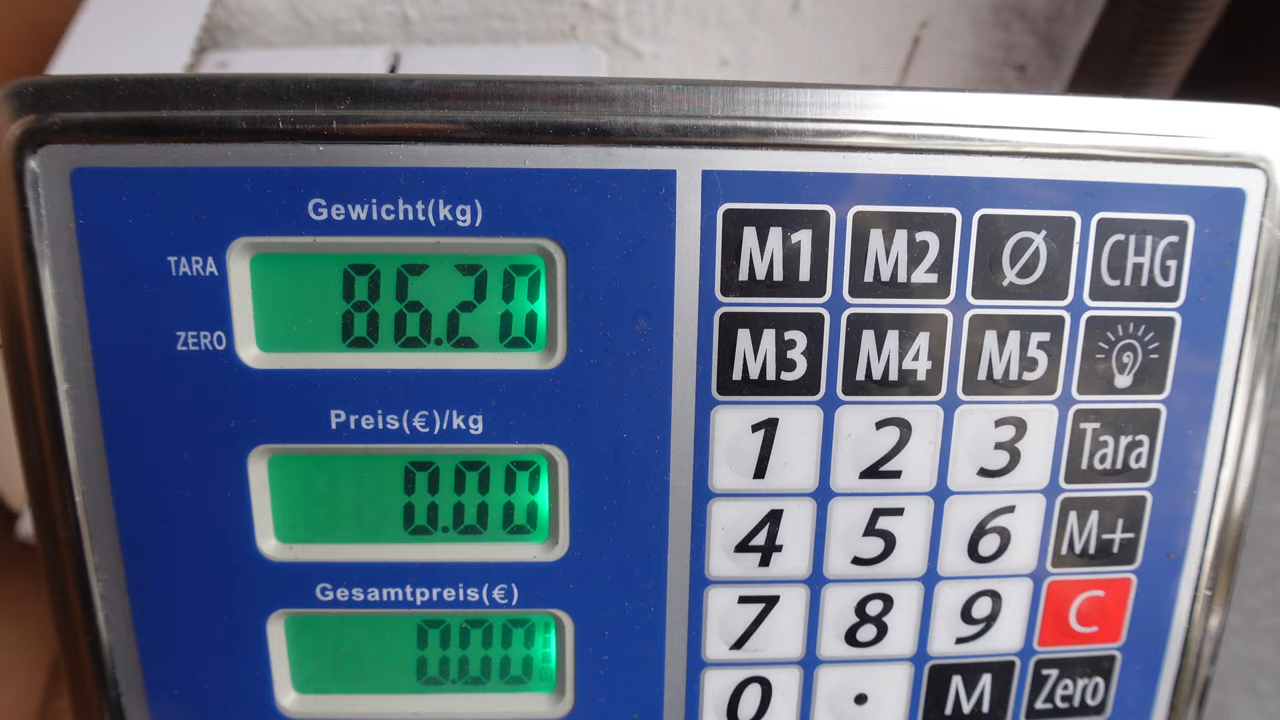 Gewicht(kg)
TARA
86.20
ZERO
Preis(€)/kg
0.00
Gesamtpreis(€)
0.00
M1 M2 Ø CHG
M3 M4 M5
1 2 3 Tara
4 5 6 M+
7 8 9 C
0 . M Zero